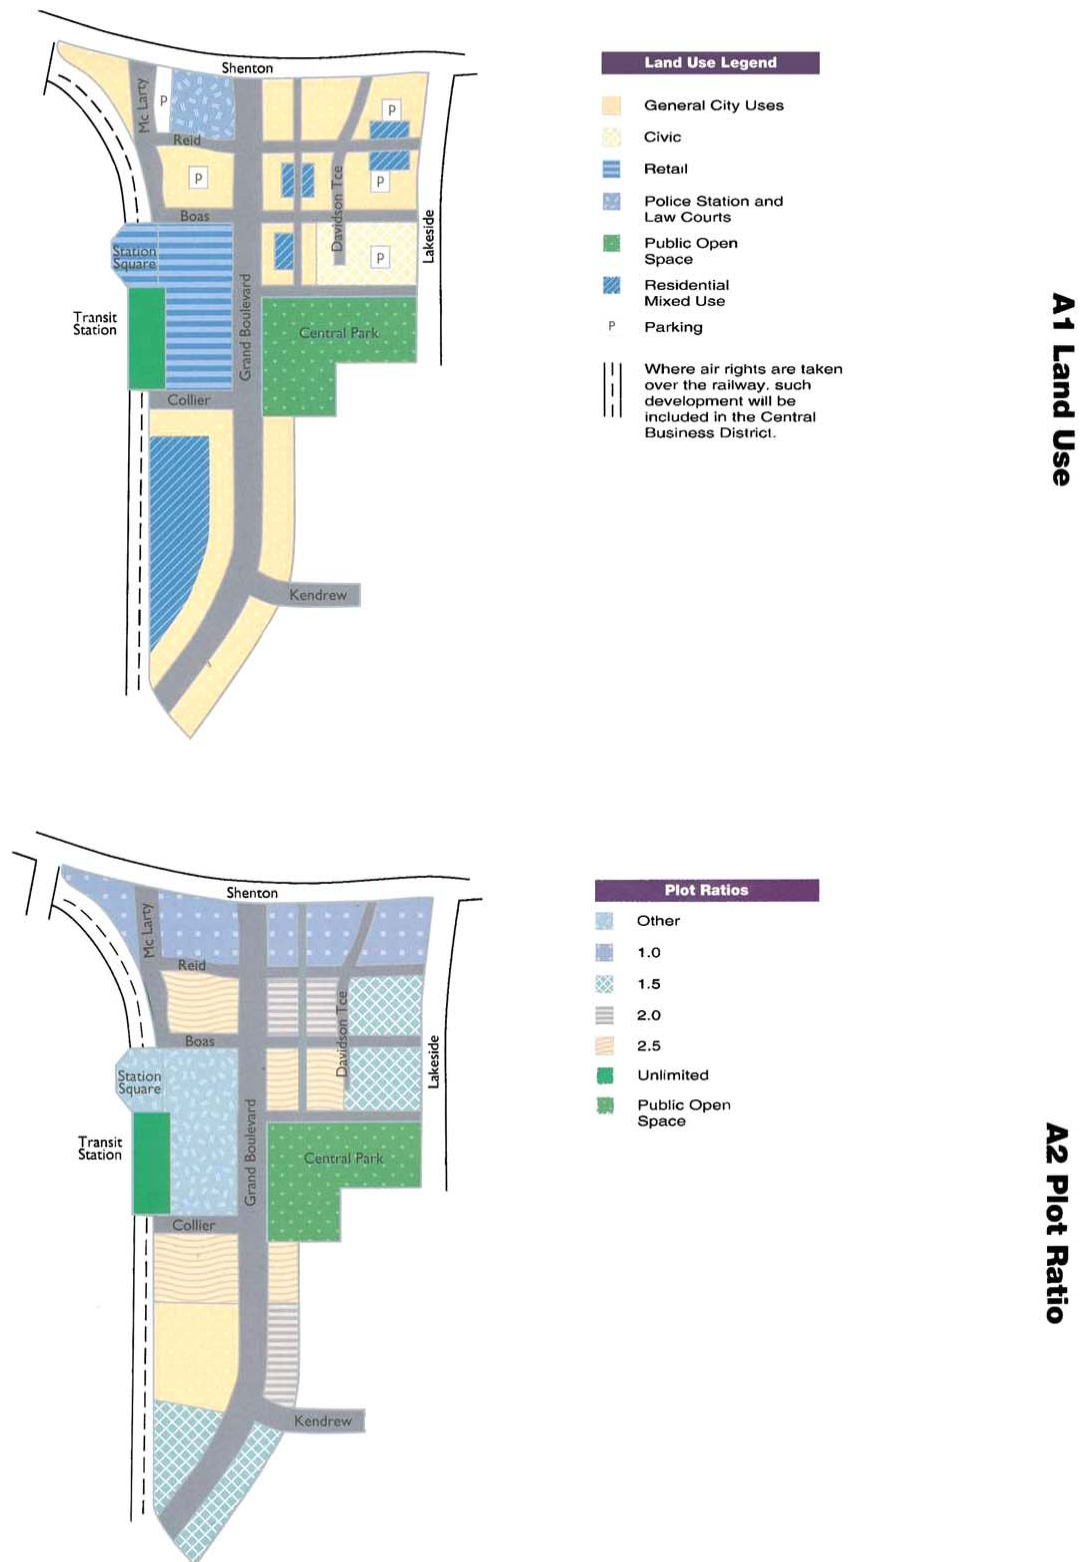 Shenton
Mc Larty
P
Reid
P
P
P
Davidson Tce
Boas
Lakeside
Station
Square
P
Transit
Station
Grand Boulevard
Central Park
Collier
Kendrew
Land Use Legend
General City Uses
Civic
Retail
Police Station and
Law Courts
Public Open
Space
Residential
Mixed Use
P Parking
Where air rights are taken
over the railway. such
development will be
included in the Central
Business District.
A1 Land Use
Shenton
Mc Larty
Reid
Davidson Tce
Boas
Lakeside
Station
Square
Transit
Station
Grand Boulevard
Central Park
Collier
Kendrew
Plot Ratios
Other
1.0
1.5
2.0
2.5
Unlimited
Public Open
Space
A2 Plot Ratio